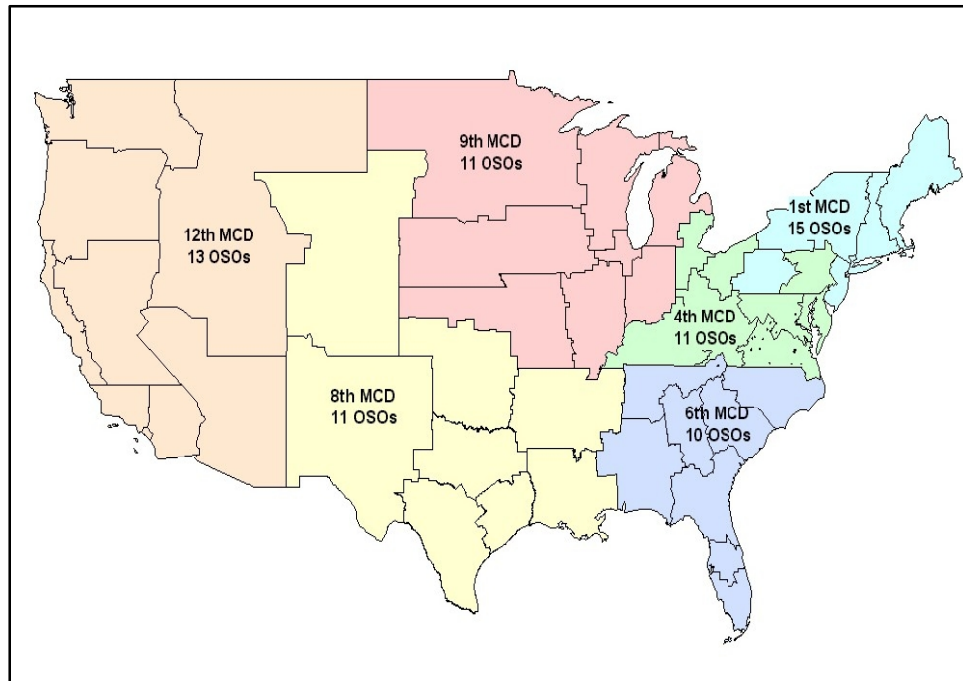 9th MCD
11 OSOs
1st MCD
15 OSOs
12th MCD
13 OSOs
4th MCD
11 OSOs
8th MCD
11 OSOs
6th MCD
10 OSOs